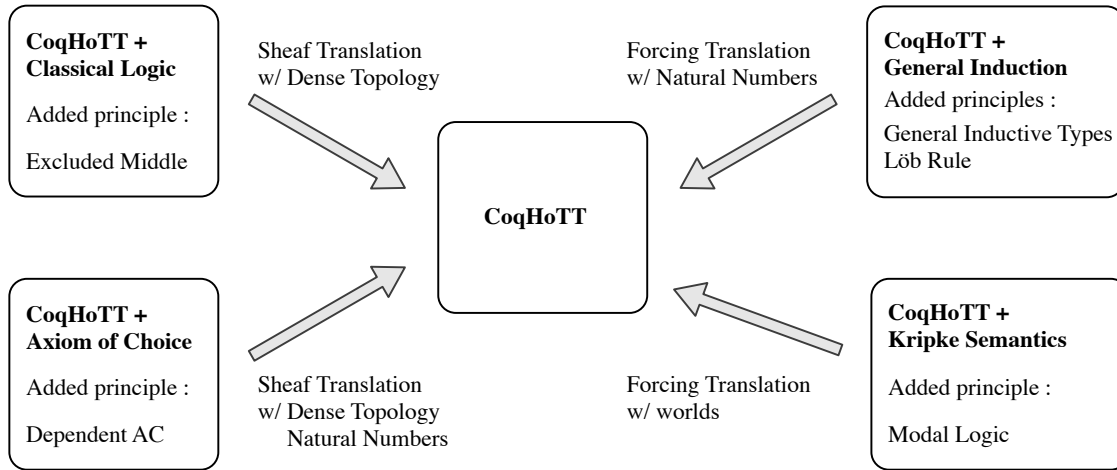 CoqHoTT +
Classical Logic
Added principle :
Excluded Middle
Sheaf Translation
w/ Dense Topology
Forcing Translation
w/ Natural Numbers
CoqHoTT +
General Induction
Added principles :
General Inductive Types
Löb Rule
CoqHoTT
CoqHoTT +
Axiom of Choice
Added principle :
Dependent AC
Sheaf Translation
w/ Dense Topology
Natural Numbers
Forcing Translation
w/ worlds
CoqHoTT +
Kripke Semantics
Added principle :
Modal Logic